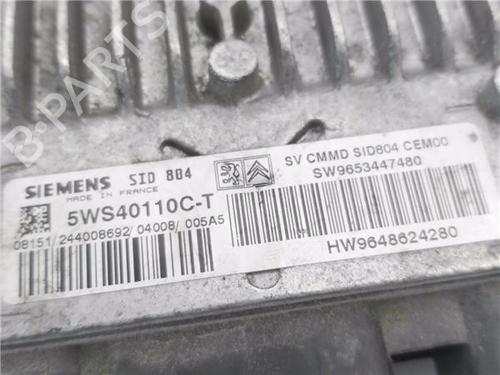 B-PARTS
SIEMENS SID 804
MADE IN FRANCE
5WS40110C-T
08151/ 244008692/ 04008/ 005A5
SV CMMD SID804 CEM00
SW9653447480
HW9648624280